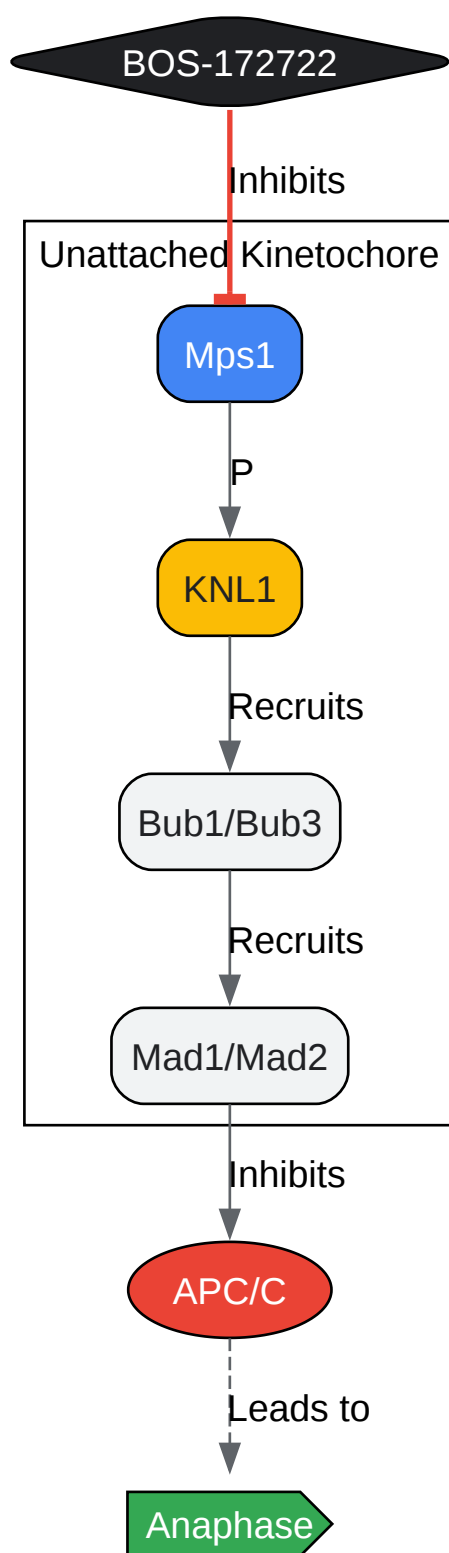 BOS-172722
Inhibits
Unattached Kinetochore
Mps1
P
KNL1
Recruits
Bub1/Bub3
Recruits
Mad1/Mad2
Inhibits
APC/C
Leads to
Anaphase